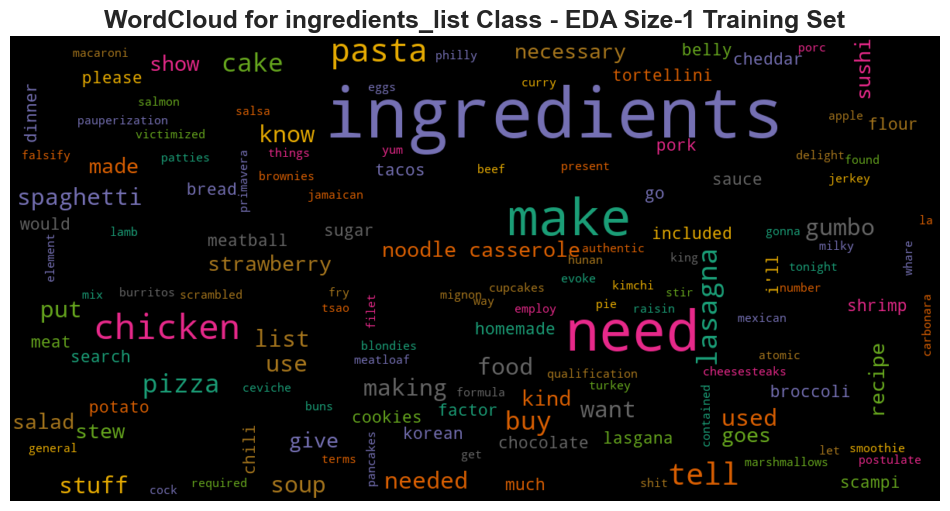 WordCloud for ingredients_list Class - EDA Size-1 Training Set
macaroni
show
cake
pasta
philly
necessary
belly
porc
cheddar
sushi
please
eggs
curry
tortellini
dinner
salmon
salsa
ingredients
apple
flour
pauperization
victimized
know
falsify
patties
things
yum
pork
delight
found
made
brownies
primavera
tacos
beef
present
sauce
jerkey
spaghetti
bread
jamaican
make
go
would
lamb
meatball
sugar
noodle casserole
authentic
included
gonna
gumbo
la
milky
element
strawberry
hunan
king
lasagna
i'll
tonight
whare
mix
burritos
scrambled
fry
mignon
cupcakes
evoke
kimchi
stir
number
put
tsao
filet
way
employ
pie
raisin
mexican
shrimp
chicken
list
homemade
need
carbonara
meat
search
blondies
meatloaf
use
food
atomic
recipe
pizza
ceviche
making
formula
qualification
turkey
cheesesteaks
broccoli
potato
buns
cookies
factor
kind
want
contained
used
salad
stew
chili
give
korean
buy
chocolate
lasgana
goes
general
terms
pancakes
get
let
smoothie
marshmallows
postulate
stuff
cock
required
soup
needed
much
shit
tell
scampi